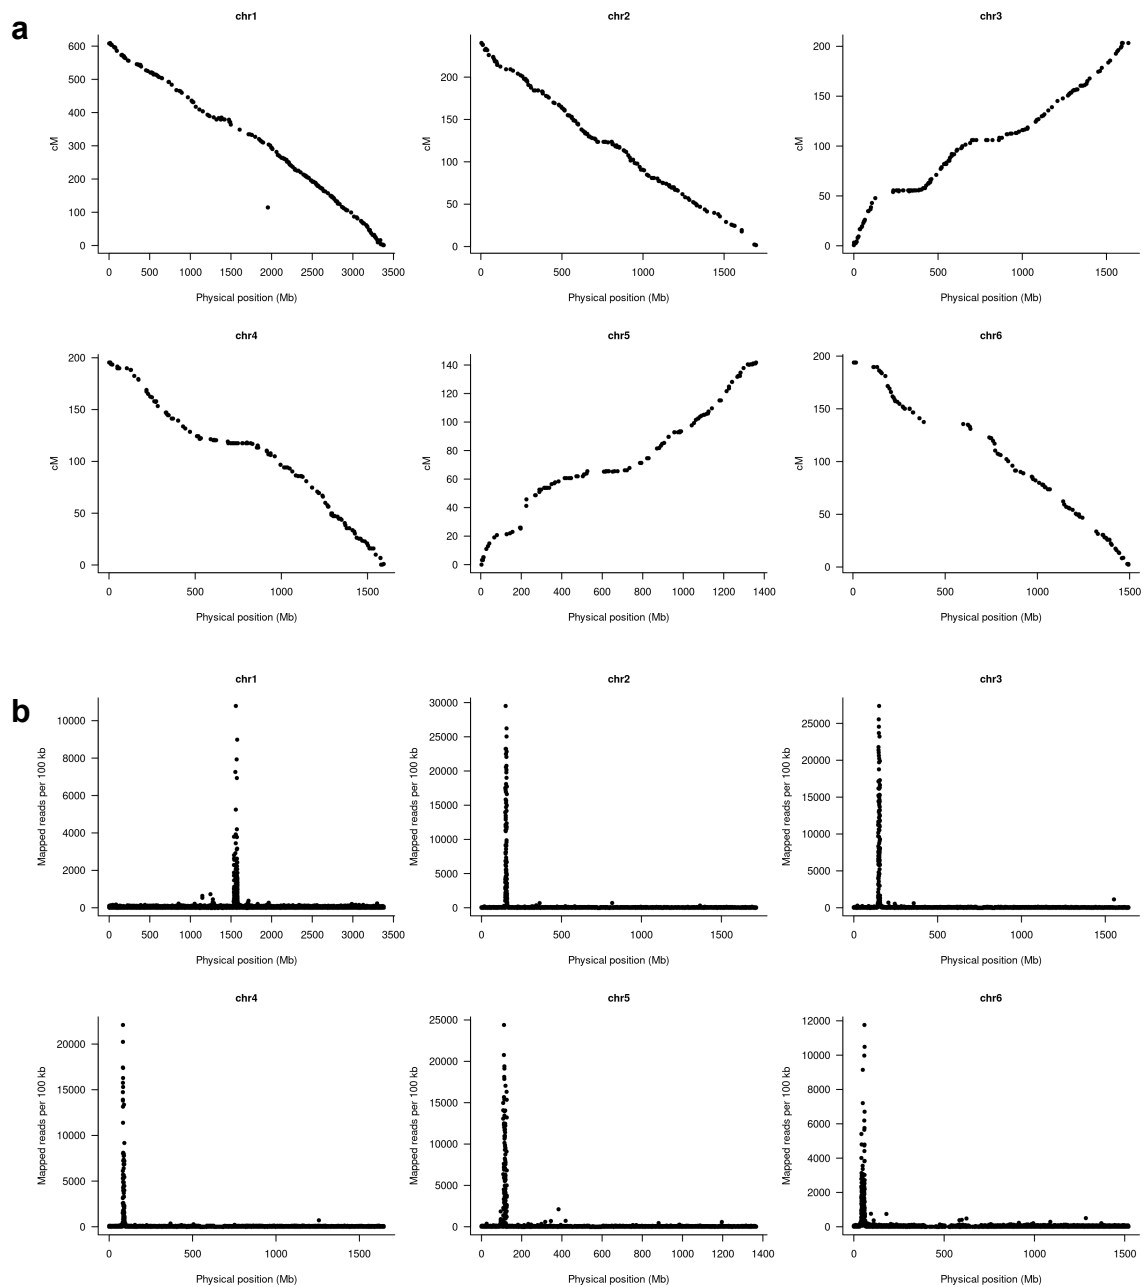 a
chr1
chr2
chr3
600
500
400
300
200
100
0
cM
0 500 1000 1500 2000 2500 3000 3500
Physical position (Mb)
200
150
100
50
0
cM
0 500 1000 1500
Physical position (Mb)
200
150
100
50
0
cM
0 500 1000 1500
Physical position (Mb)
chr4
chr5
chr6
200
150
100
50
0
cM
0 500 1000 1500
Physical position (Mb)
140
120
100
80
60
40
20
0
cM
0 200 400 600 800 1000 1200 1400
Physical position (Mb)
200
150
100
50
0
cM
0 500 1000 1500
Physical position (Mb)
b
chr1
chr2
chr3
10000
8000
6000
4000
2000
0
Mapped reads per 100 kb
0 500 1000 1500 2000 2500 3000 3500
Physical position (Mb)
30000
25000
20000
15000
10000
5000
0
Mapped reads per 100 kb
0 500 1000 1500
Physical position (Mb)
25000
20000
15000
10000
5000
0
Mapped reads per 100 kb
0 500 1000 1500
Physical position (Mb)
chr4
chr5
chr6
20000
15000
10000
5000
0
Mapped reads per 100 kb
0 500 1000 1500
Physical position (Mb)
25000
20000
15000
10000
5000
0
Mapped reads per 100 kb
0 200 400 600 800 1000 1200 1400
Physical position (Mb)
12000
10000
8000
6000
4000
2000
0
Mapped reads per 100 kb
0 500 1000 1500
Physical position (Mb)